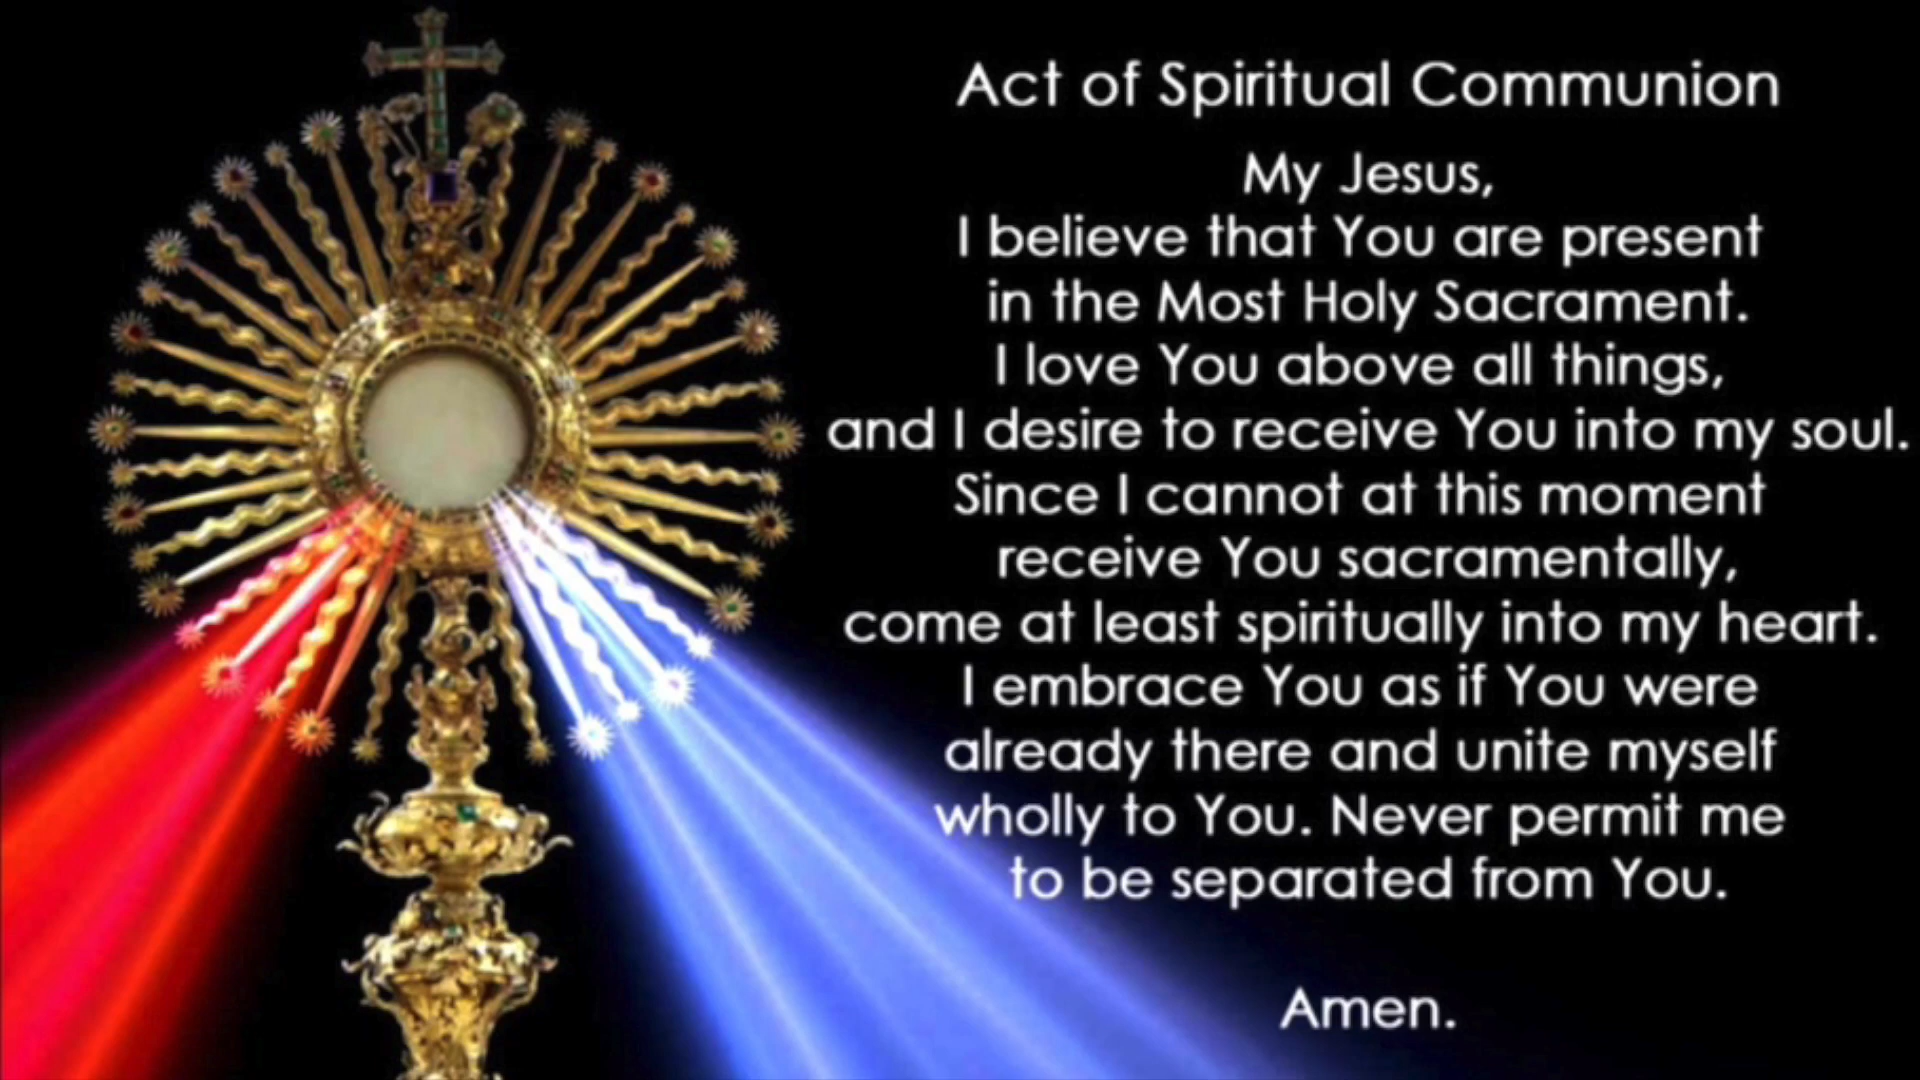 Act of Spiritual Communion
My Jesus,
I believe that You are present
in the Most Holy Sacrament.
I love You above all things,
and I desire to receive You into my soul.
Since I cannot at this moment
receive You sacramentally,
come at least spiritually into my heart.
I embrace You as if You were
already there and unite myself
wholly to You. Never permit me
to be separated from You.
Amen.